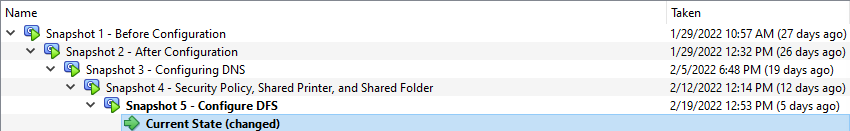 Name Taken
Snapshot 1 - Before Configuration 1/29/2022 10:57 AM (27 days ago)
Snapshot 2 - After Configuration 1/29/2022 12:32 PM (26 days ago)
Snapshot 3 - Configuring DNS 2/5/2022 6:48 PM (19 days ago)
Snapshot 4 - Security Policy, Shared Printer, and Shared Folder 2/12/2022 12:14 PM (12 days ago)
Snapshot 5 - Configure DFS 2/19/2022 12:53 PM (5 days ago)
Current State (changed)